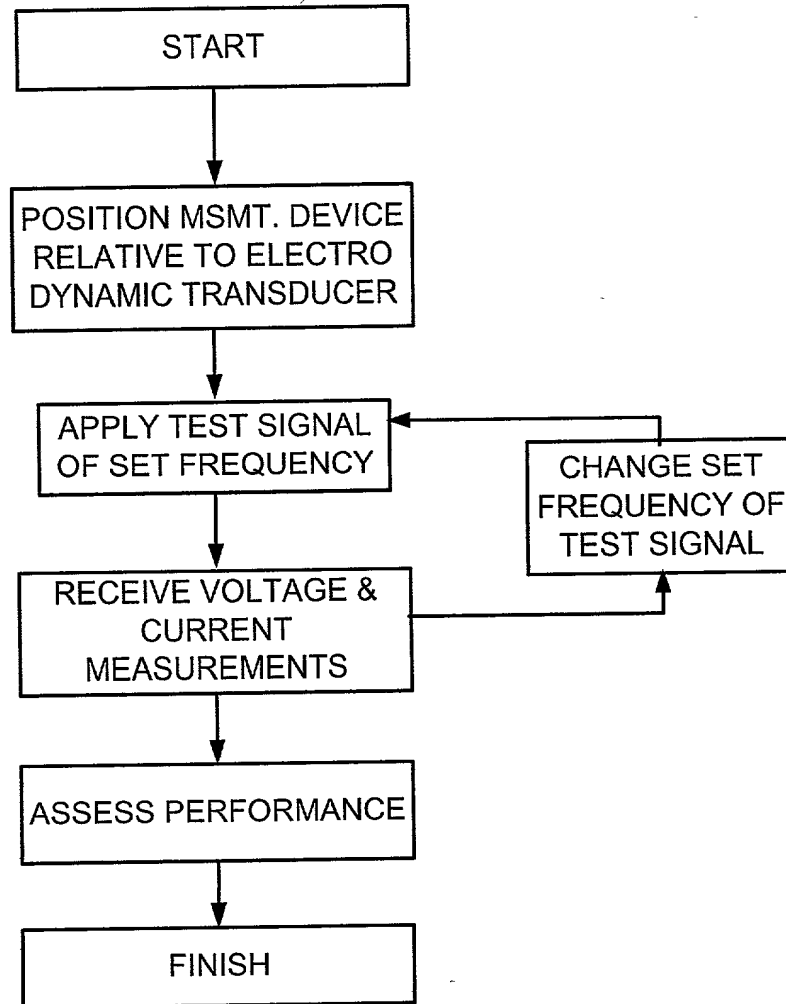 START
POSITION MSMT. DEVICE
RELATIVE TO ELECTRO
DYNAMIC TRANSDUCER
APPLY TEST SIGNAL
OF SET FREQUENCY
CHANGE SET
FREQUENCY OF
TEST SIGNAL
RECEIVE VOLTAGE &
CURRENT
MEASUREMENTS
ASSESS PERFORMANCE
FINISH